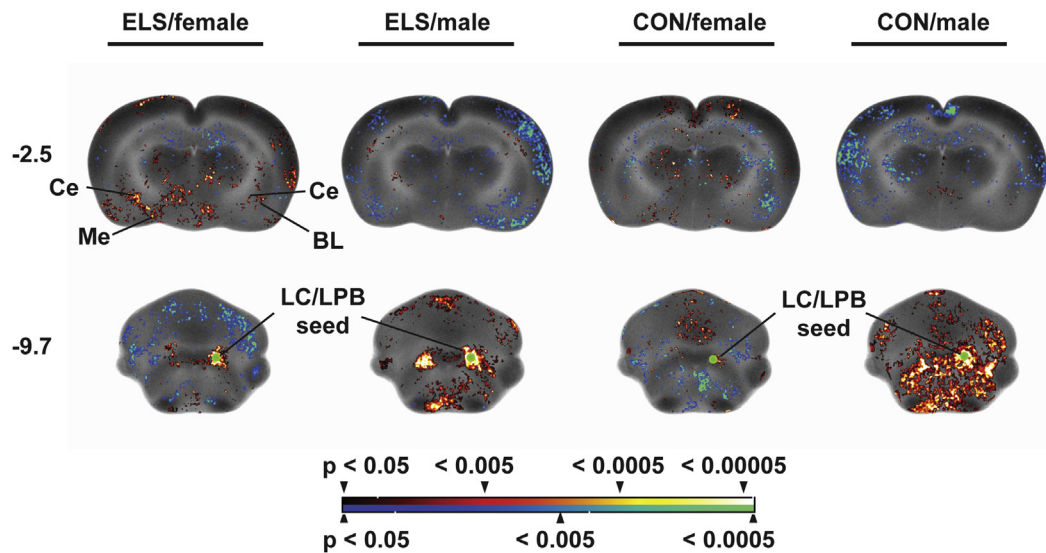 ELS/female ELS/male CON/female CON/male
-2.5
Ce Ce
Me BL
LC/LPB LC/LPB
seed seed
-9.7
p < 0.05 < 0.005 < 0.0005 < 0.00005
p < 0.05 < 0.005 < 0.0005